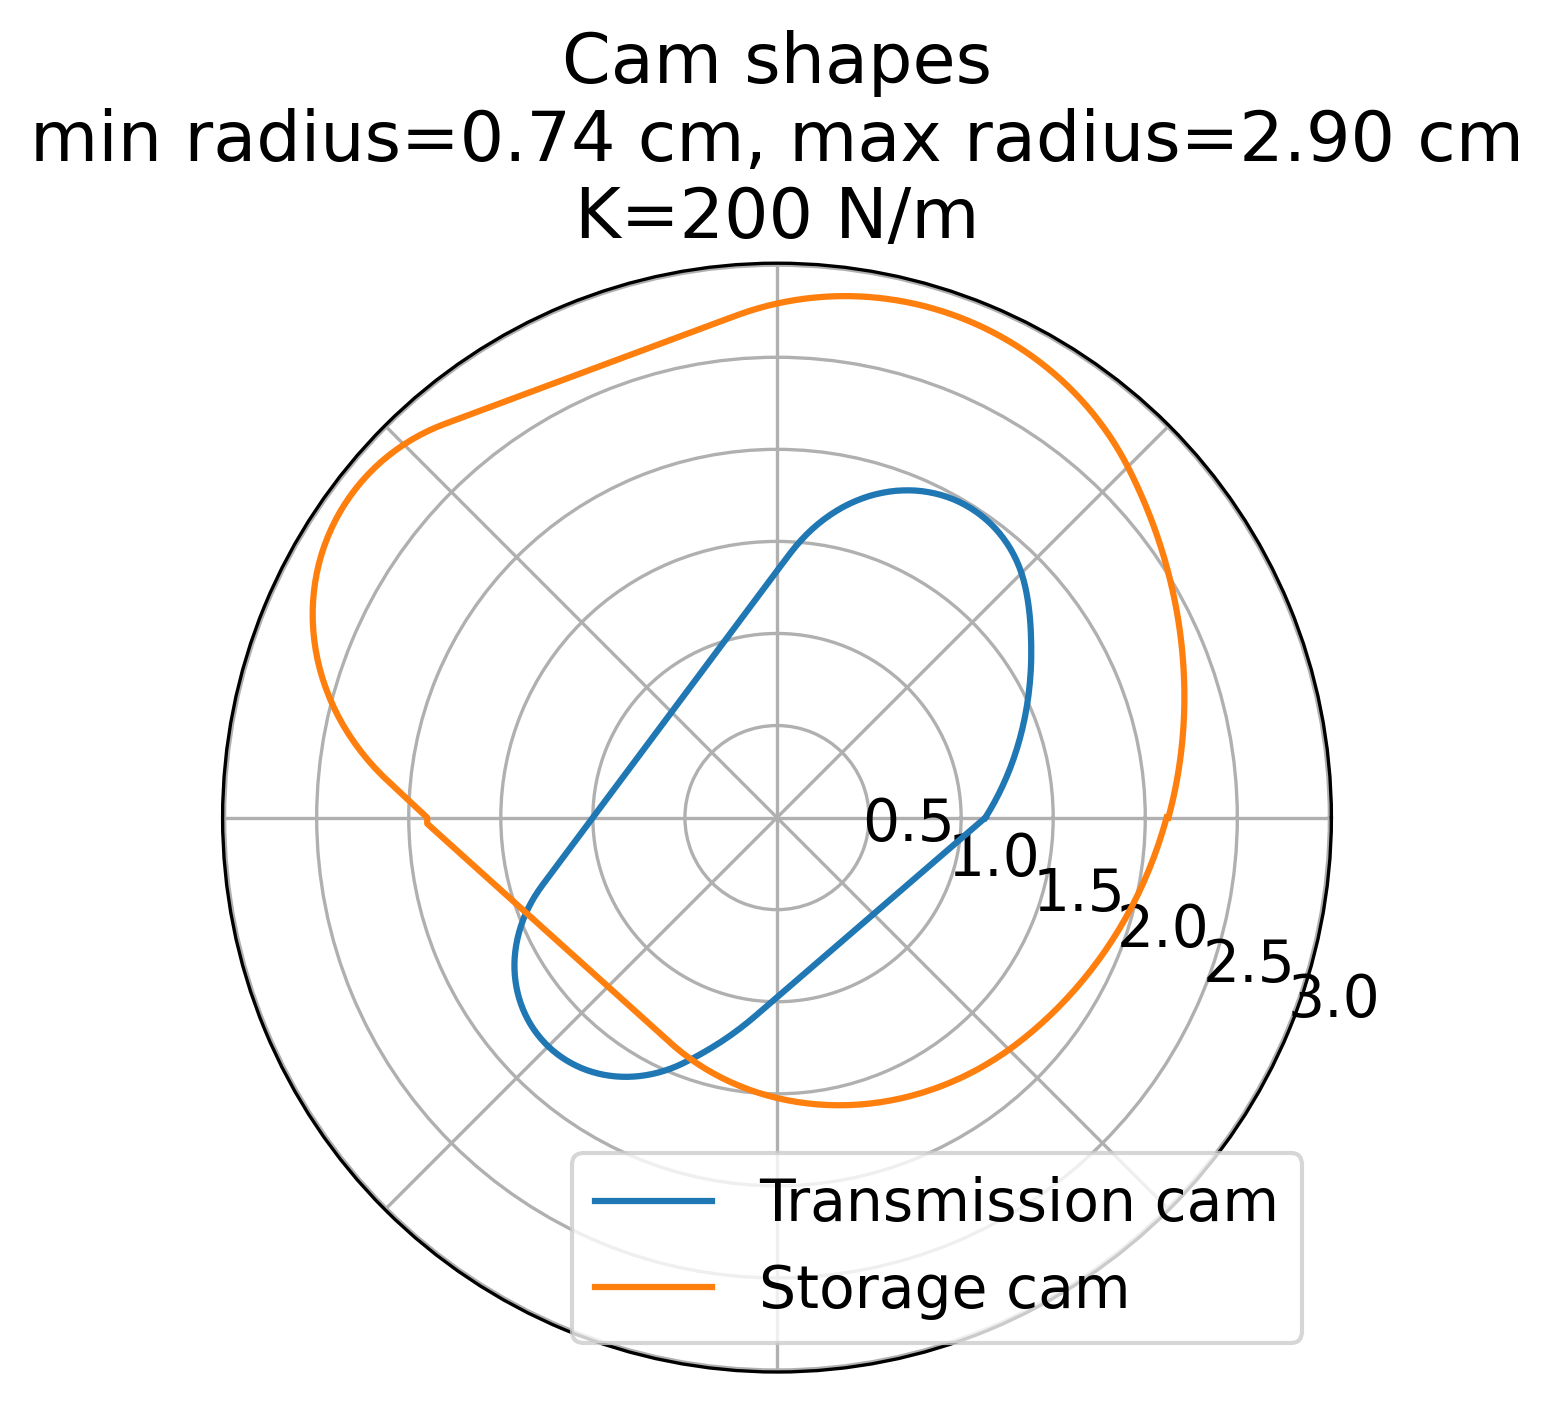 Cam shapes
min radius=0.74 cm, max radius=2.90 cm
K=200 N/m
0.5
1.0
1.5
2.0
2.5
3.0
Transmission cam
Storage cam